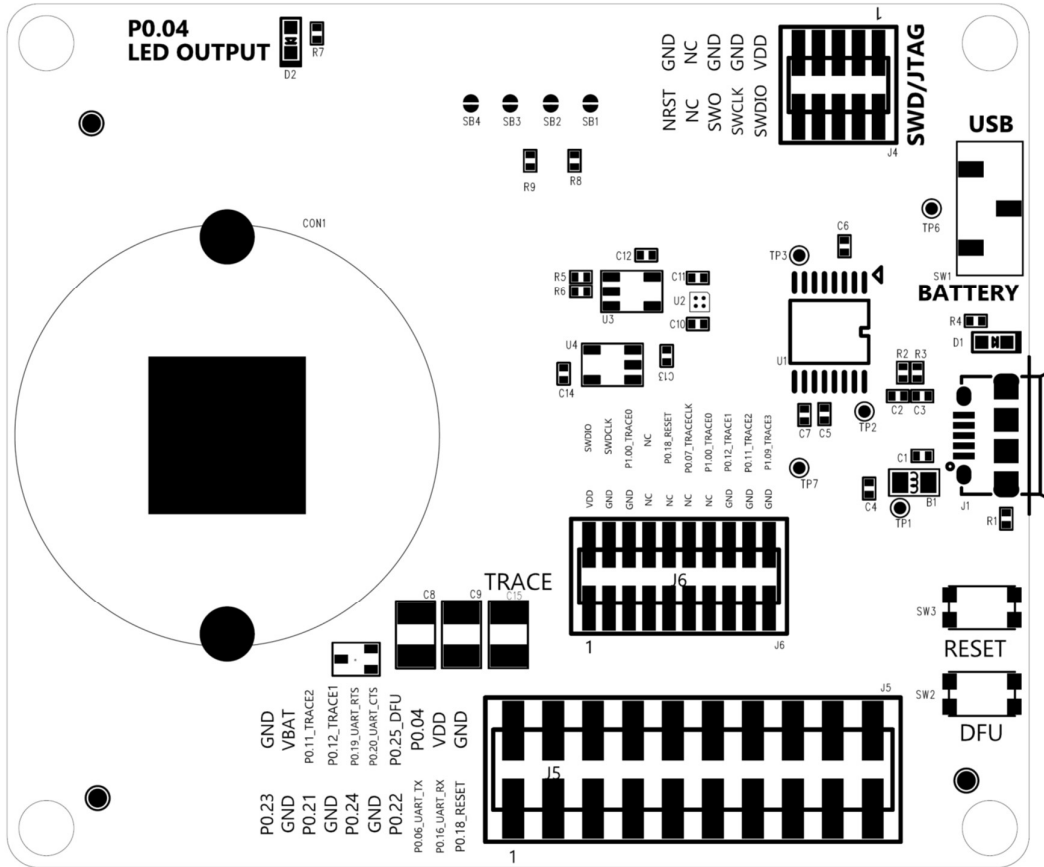 P0.04
LED OUTPUT
D2
R7
1
GND
NC
GND
GND
VDD
NRST
NC
SWO
SWCLK
SWDIO
SWD/JTAG
J4
SB4
SB3
SB2
SB1
R9
R8
USB
TP6
SW1
BATTERY
CON1
C12
R5
R6
C11
U2
U3
C10
TP3
C6
U4
C13
C14
U1
R4
D1
R2
R3
C2
C3
C7
C5
TP2
C1
TP7
C4
B1
TP1
J1
R1
SWDIO
SWDCLK
P1.00_TRACE0
NC
P0.18_RESET
P0.07_TRACECLK
P1.00_TRACE0
P0.12_TRACE1
P0.11_TRACE2
P1.09_TRACE3
VDD
GND
GND
NC
NC
NC
NC
GND
GND
GND
TRACE
J6
1
J6
C8
C9
C15
SW3
RESET
SW2
DFU
GND
VBAT
P0.11_TRACE2
P0.12_TRACE1
P0.19_UART_RTS
P0.20_UART_CTS
P0.25_DFU
P0.04
VDD
GND
P0.23
GND
P0.21
GND
P0.24
GND
P0.22
P0.06_UART_TX
P0.16_UART_RX
P0.18_RESET
J5
J5
1